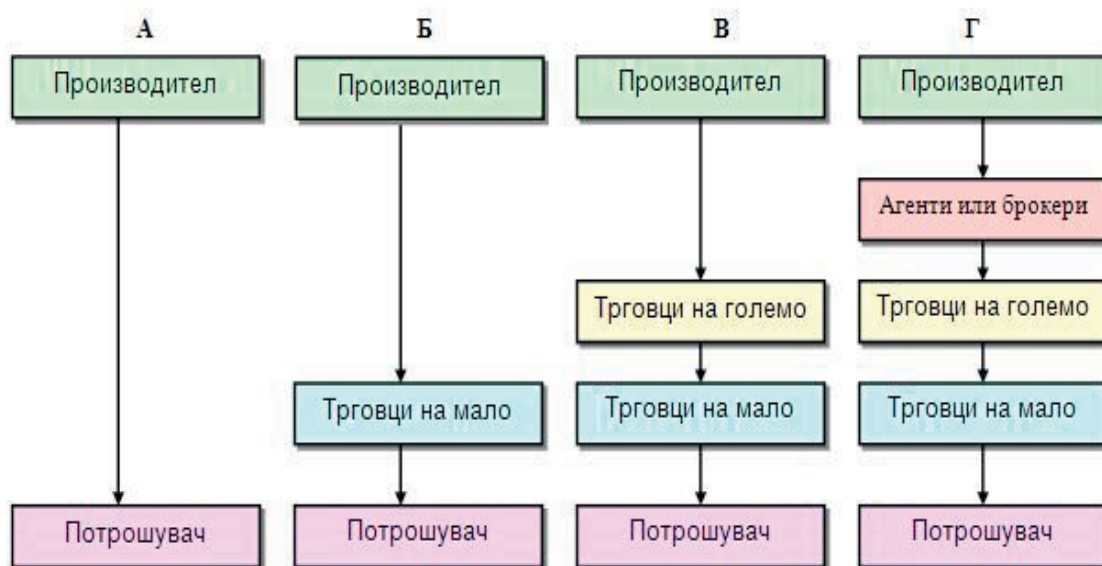 А
Б
В
Г
Производител
Производител
Производител
Производител
Агенти или брокери
Трговци на големо
Трговци на големо
Трговци на мало
Трговци на мало
Трговци на мало
Потрошувач
Потрошувач
Потрошувач
Потрошувач